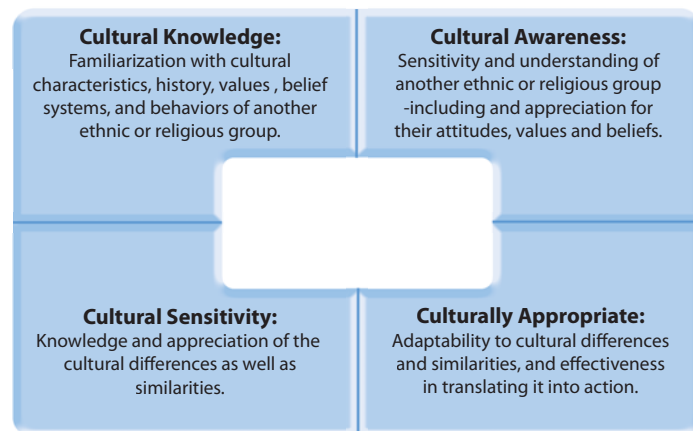 Cultural Knowledge:
Familiarization with cultural
characteristics, history, values , belief
systems, and behaviors of another
ethnic or religious group.
Cultural Awareness:
Sensitivity and understanding of
another ethnic or religious group
-including and appreciation for
their attitudes, values and beliefs.
Cultural Sensitivity:
Knowledge and appreciation of the
cultural differences as well as
similarities.
Culturally Appropriate:
Adaptability to cultural differences
and similarities, and effectiveness
in translating it into action.